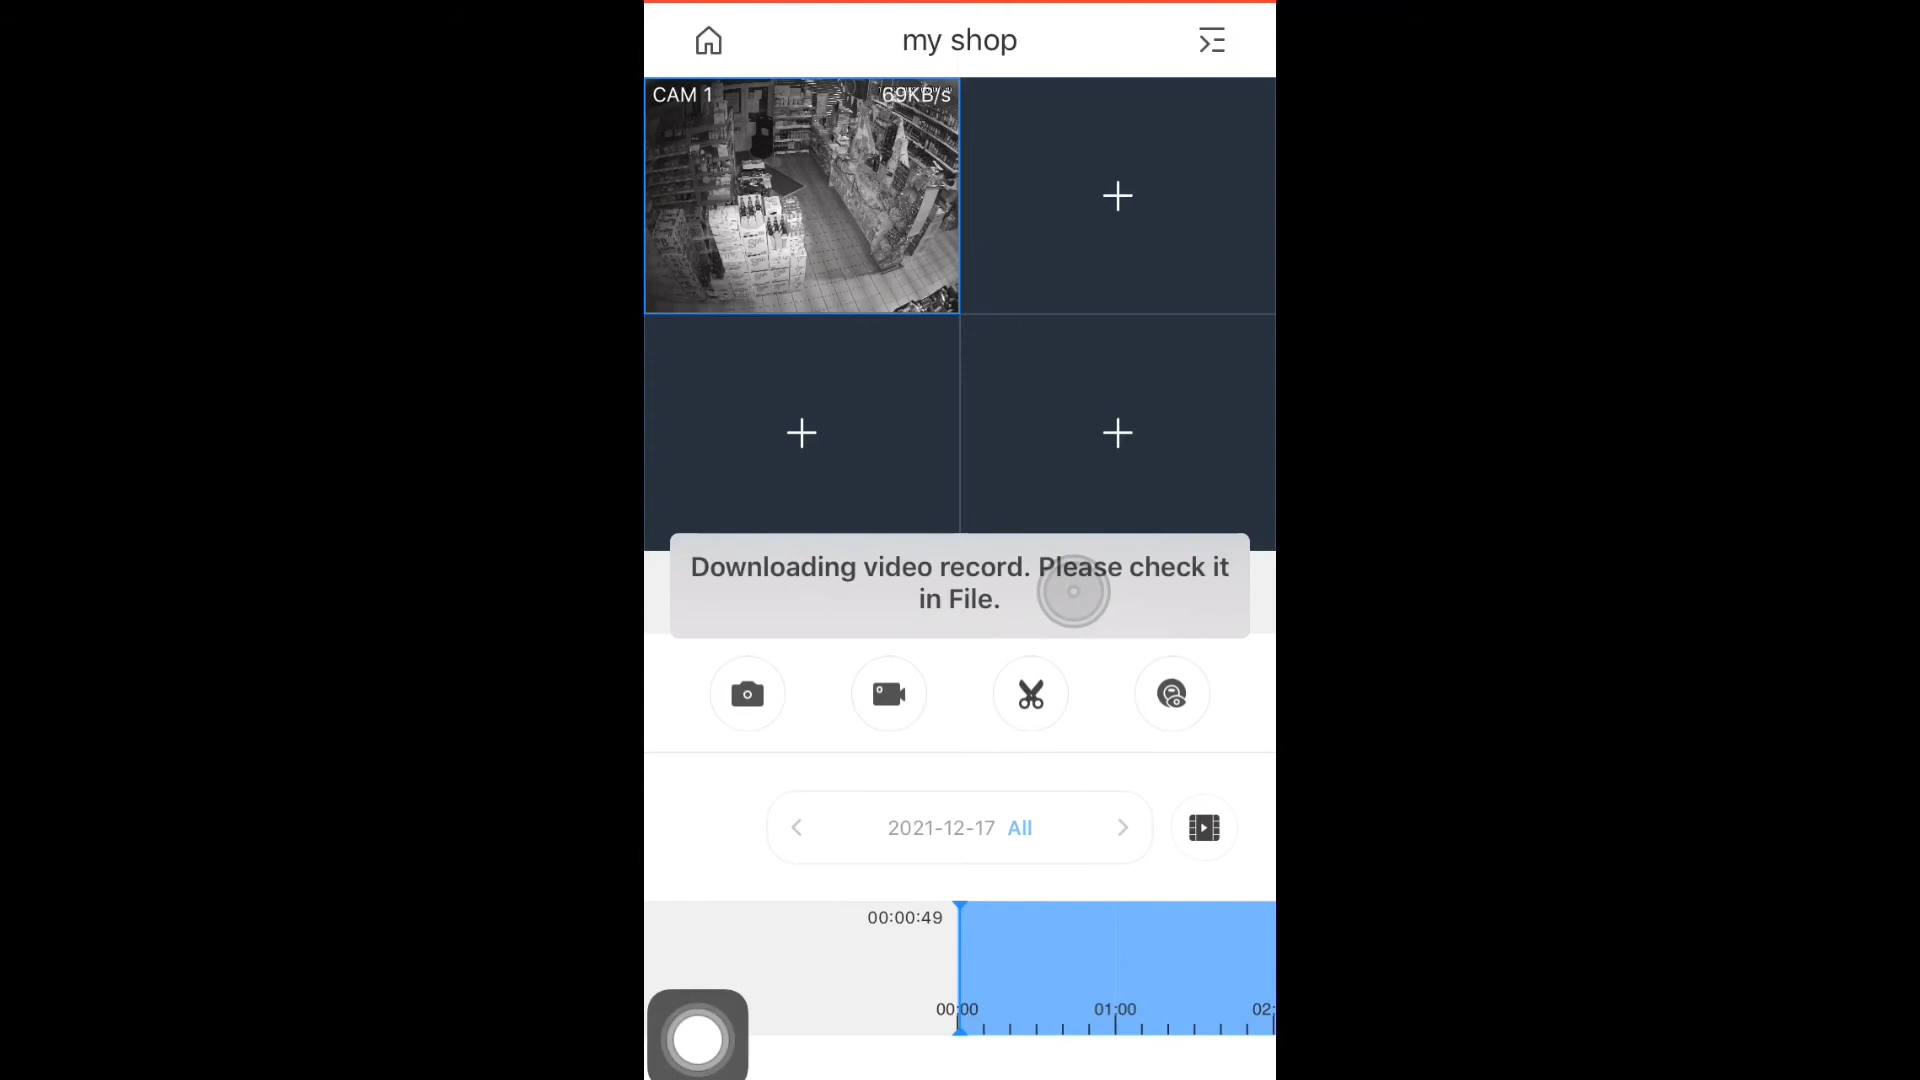 my shop
CAM 1
69KB/s
Downloading video record. Please check it
in File.
2021-12-17 All
00:00:49
00:00
01:00
02: